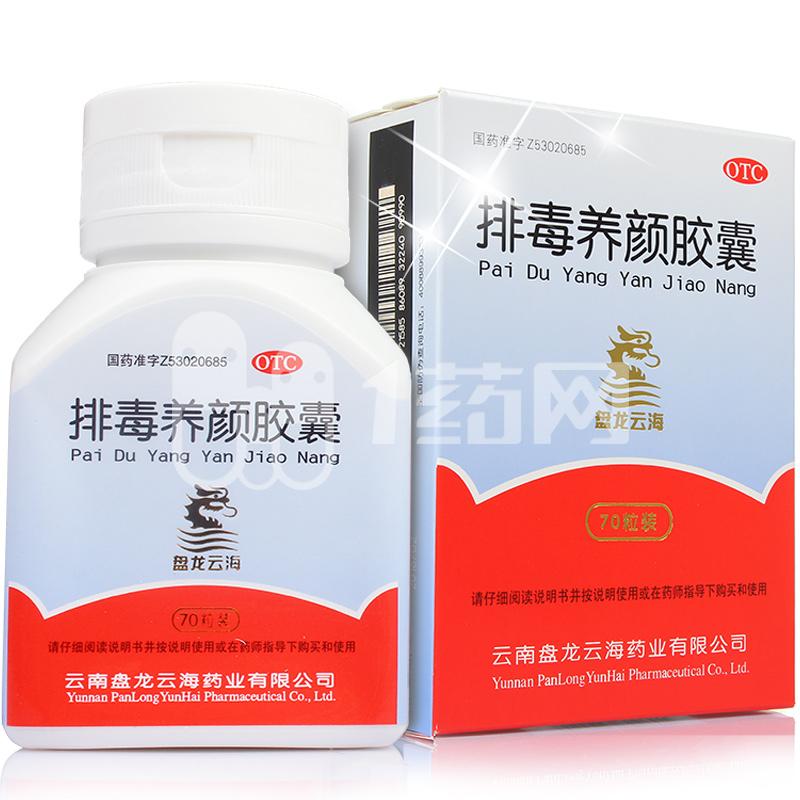 国药准字Z53020685
OTC
排毒养颜胶囊
Pai Du Yang Yan Jiao Nang
盘龙云海
70粒装
请仔细阅读说明书并按说明使用或在药师指导下购买和使用
云南盘龙云海药业有限公司
Yunnan PanLongYunHai Pharmaceutical Co., Ltd.
国药准字Z53020685
OTC
排毒养颜胶囊
Pai Du Yang Yan Jiao Nang
盘龙云海
70粒装
请仔细阅读说明书并按说明使用或在药师指导下购买和使用
云南盘龙云海药业有限公司
Yunnan PanLongYunHai Pharmaceutical Co., Ltd.
1药网